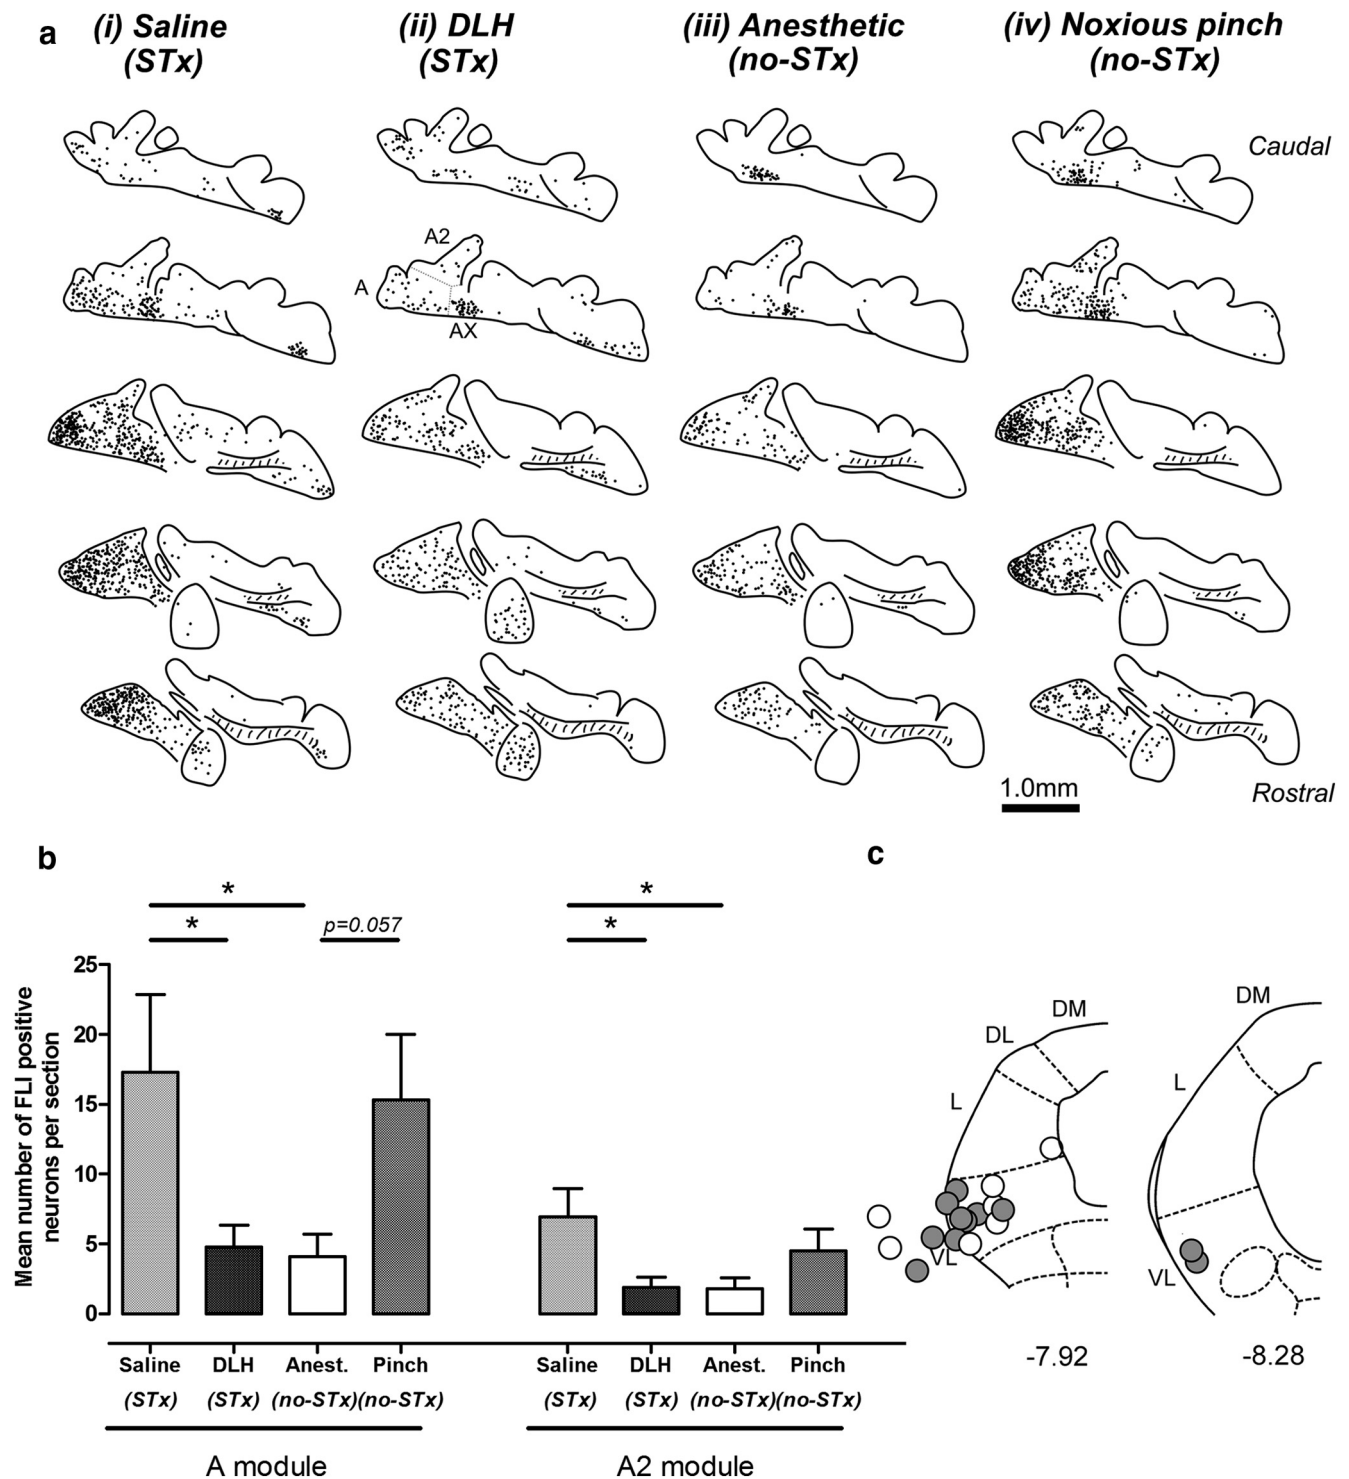 a
(i) Saline (ii) DLH (iii) Anesthetic (iv) Noxious pinch
(STx) (STx) (no-STx) (no-STx)
Caudal
A2
A
AX
1.0mm
Rostral
b
c
* *
* p=0.057 *
Mean number of FLI positive
neurons per section
25
20
15
10
5
0
Saline DLH Anest. Pinch Saline DLH Anest. Pinch
(STx) (STx) (no-STx) (no-STx) (STx) (STx) (no-STx) (no-STx)
A module A2 module
DM
DL
L
VL
-7.92
DM
L
VL
-8.28